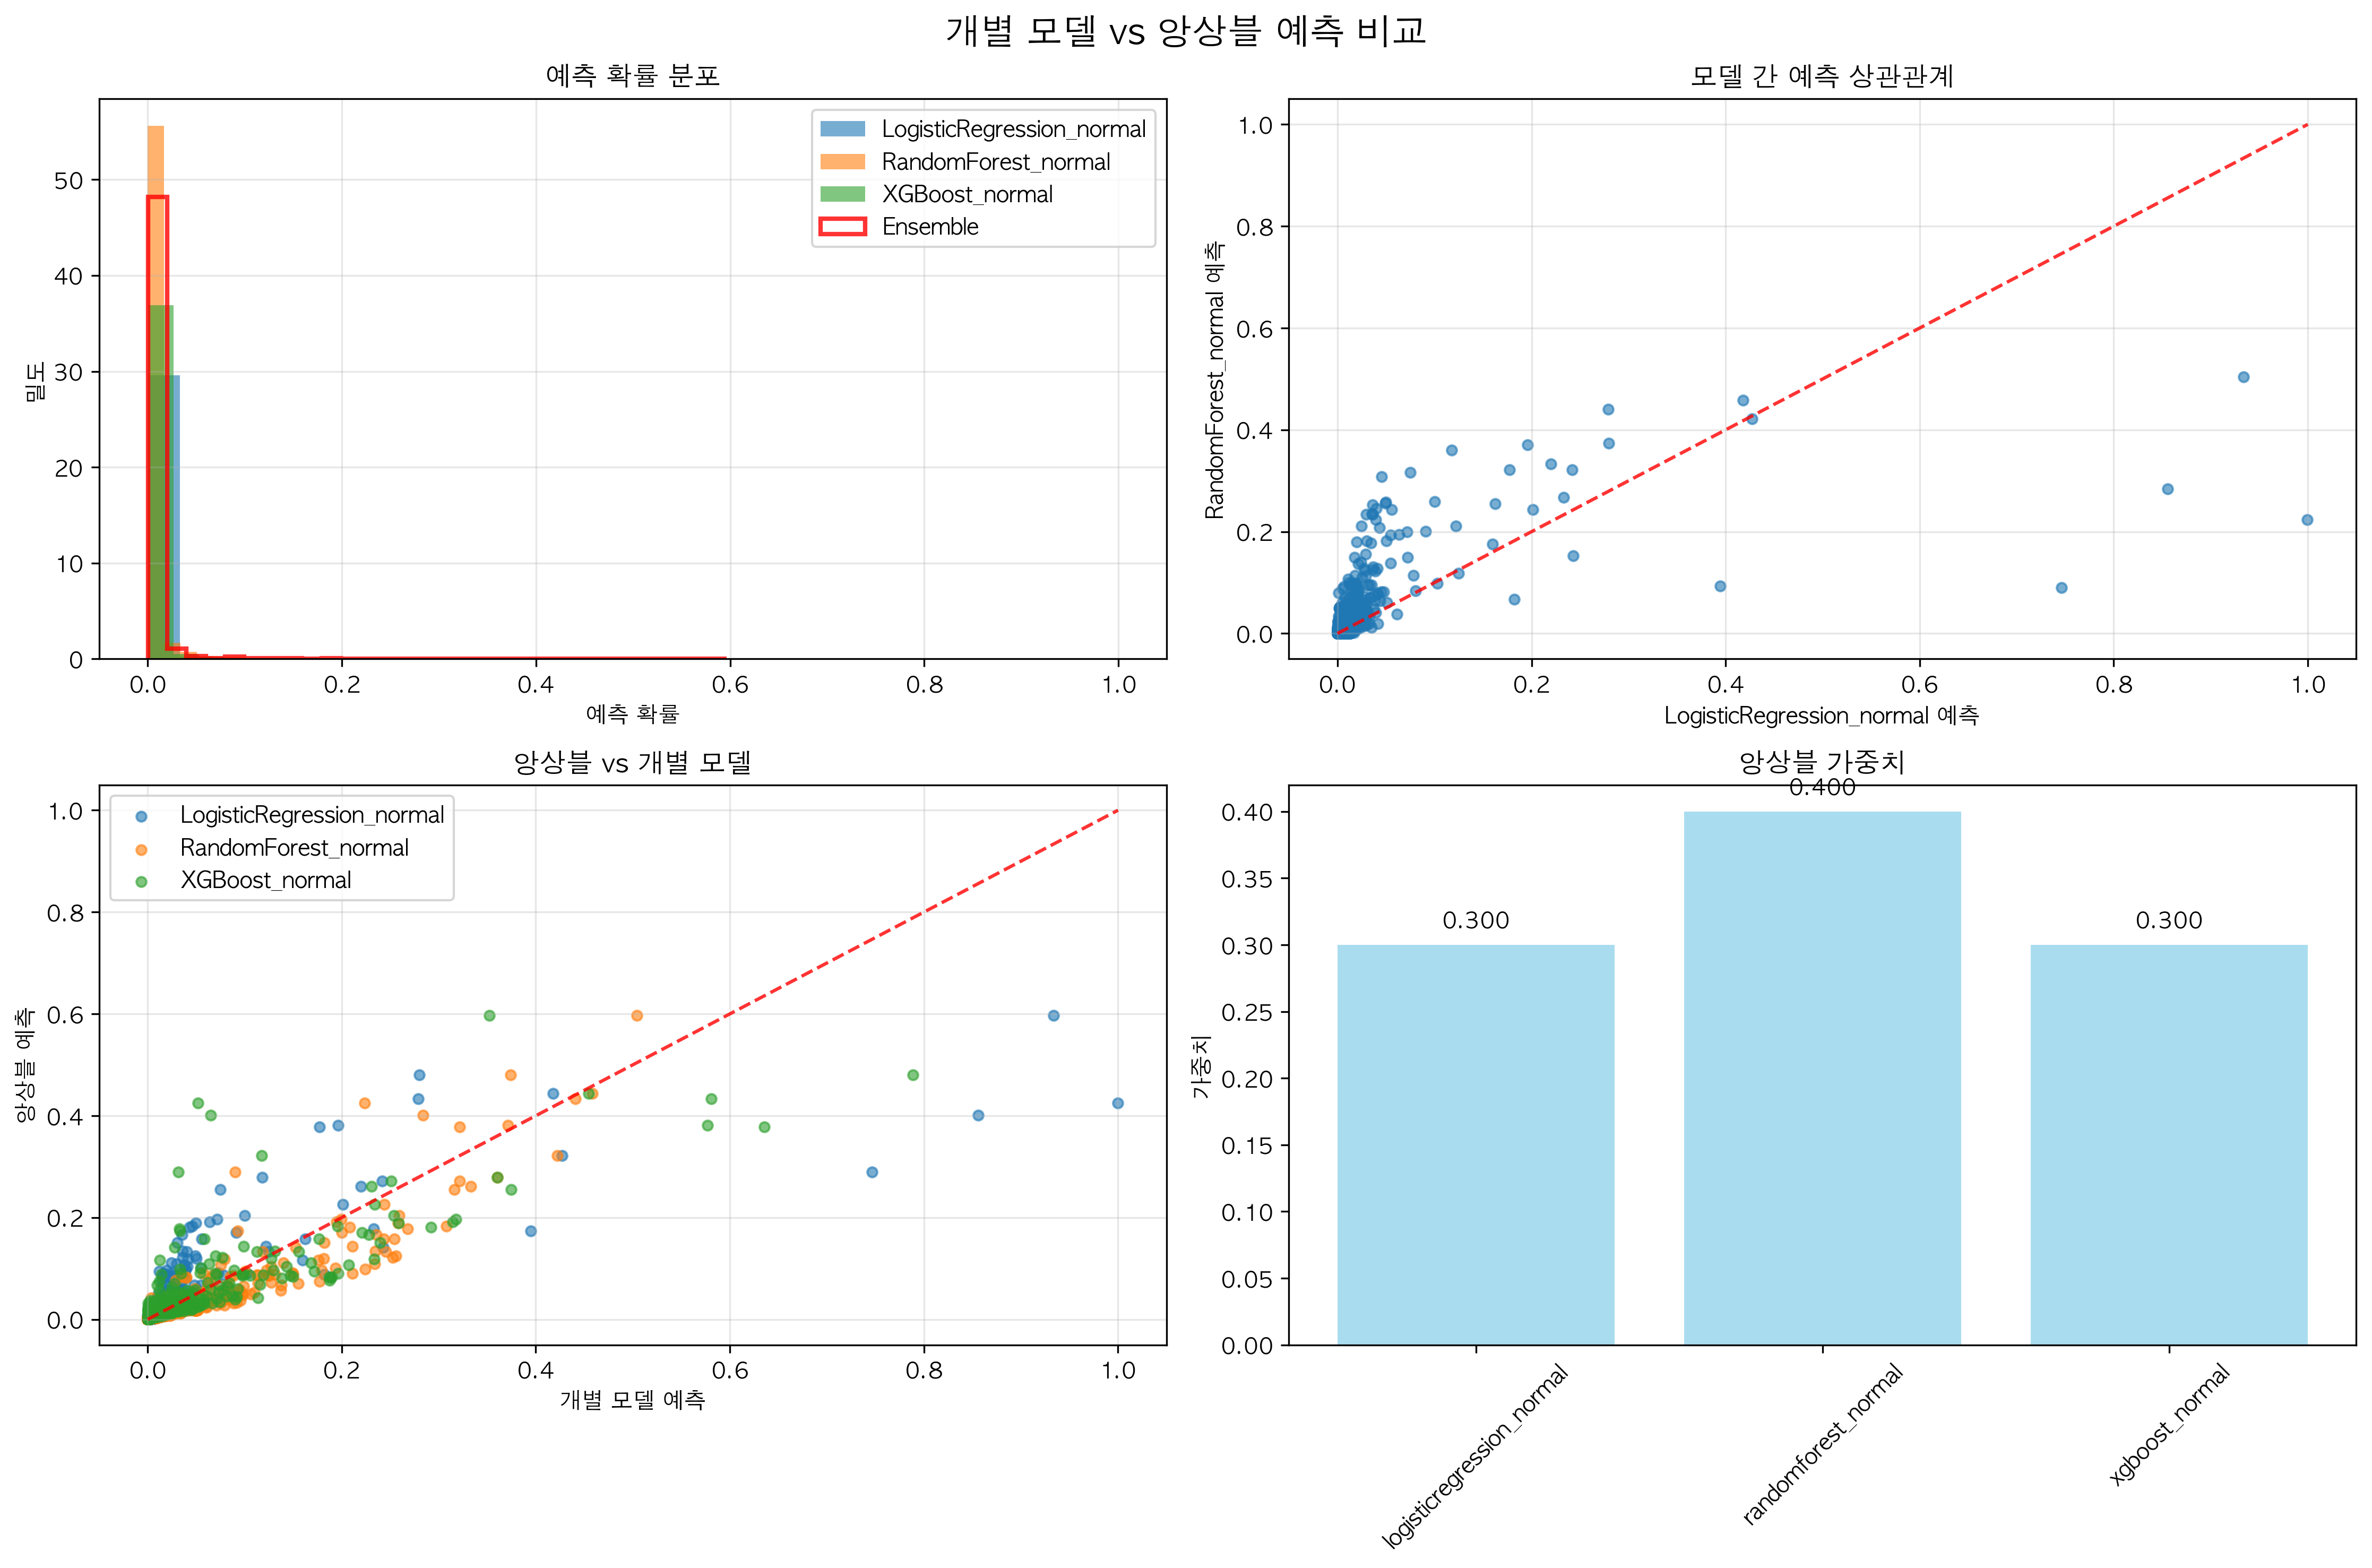 개별 모델 vs 앙상블 예측 비교
예측 확률 분포
LogisticRegression_normal
RandomForest_normal
XGBoost_normal
Ensemble
50
40
30
20
10
0
밀도
0.0 0.2 0.4 0.6 0.8 1.0
예측 확률
모델 간 예측 상관관계
1.0
0.8
0.6
0.4
0.2
0.0
RandomForest_normal 예측
0.0 0.2 0.4 0.6 0.8 1.0
LogisticRegression_normal 예측
앙상블 vs 개별 모델
LogisticRegression_normal
RandomForest_normal
XGBoost_normal
1.0
0.8
0.6
0.4
0.2
0.0
앙상블 예측
0.0 0.2 0.4 0.6 0.8 1.0
개별 모델 예측
앙상블 가중치
0.400
0.300
0.300
0.40
0.35
0.30
0.25
0.20
0.15
0.10
0.05
0.00
가중치
logisticregression_normal
randomforest_normal
xgboost_normal